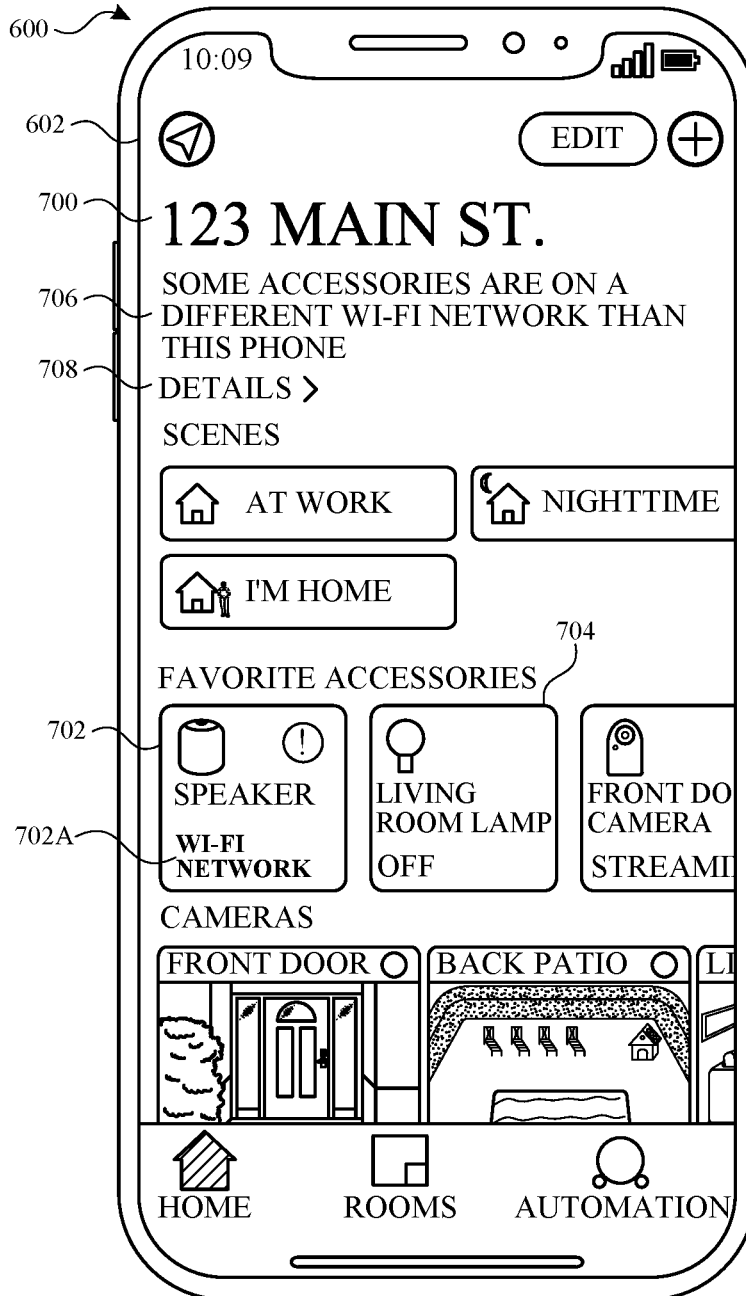 600
10:09
602
EDIT
700
123 MAIN ST.
SOME ACCESSORIES ARE ON A
706
DIFFERENT WI-FI NETWORK THAN
THIS PHONE
708
DETAILS >
SCENES
AT WORK
NIGHTTIME
I'M HOME
704
FAVORITE ACCESSORIES
702
!
SPEAKER
LIVING
ROOM LAMP
FRONT DO
CAMERA
702A
WI-FI
NETWORK
OFF
STREAMI
CAMERAS
FRONT DOOR
BACK PATIO
LI
HOME
ROOMS
AUTOMATION